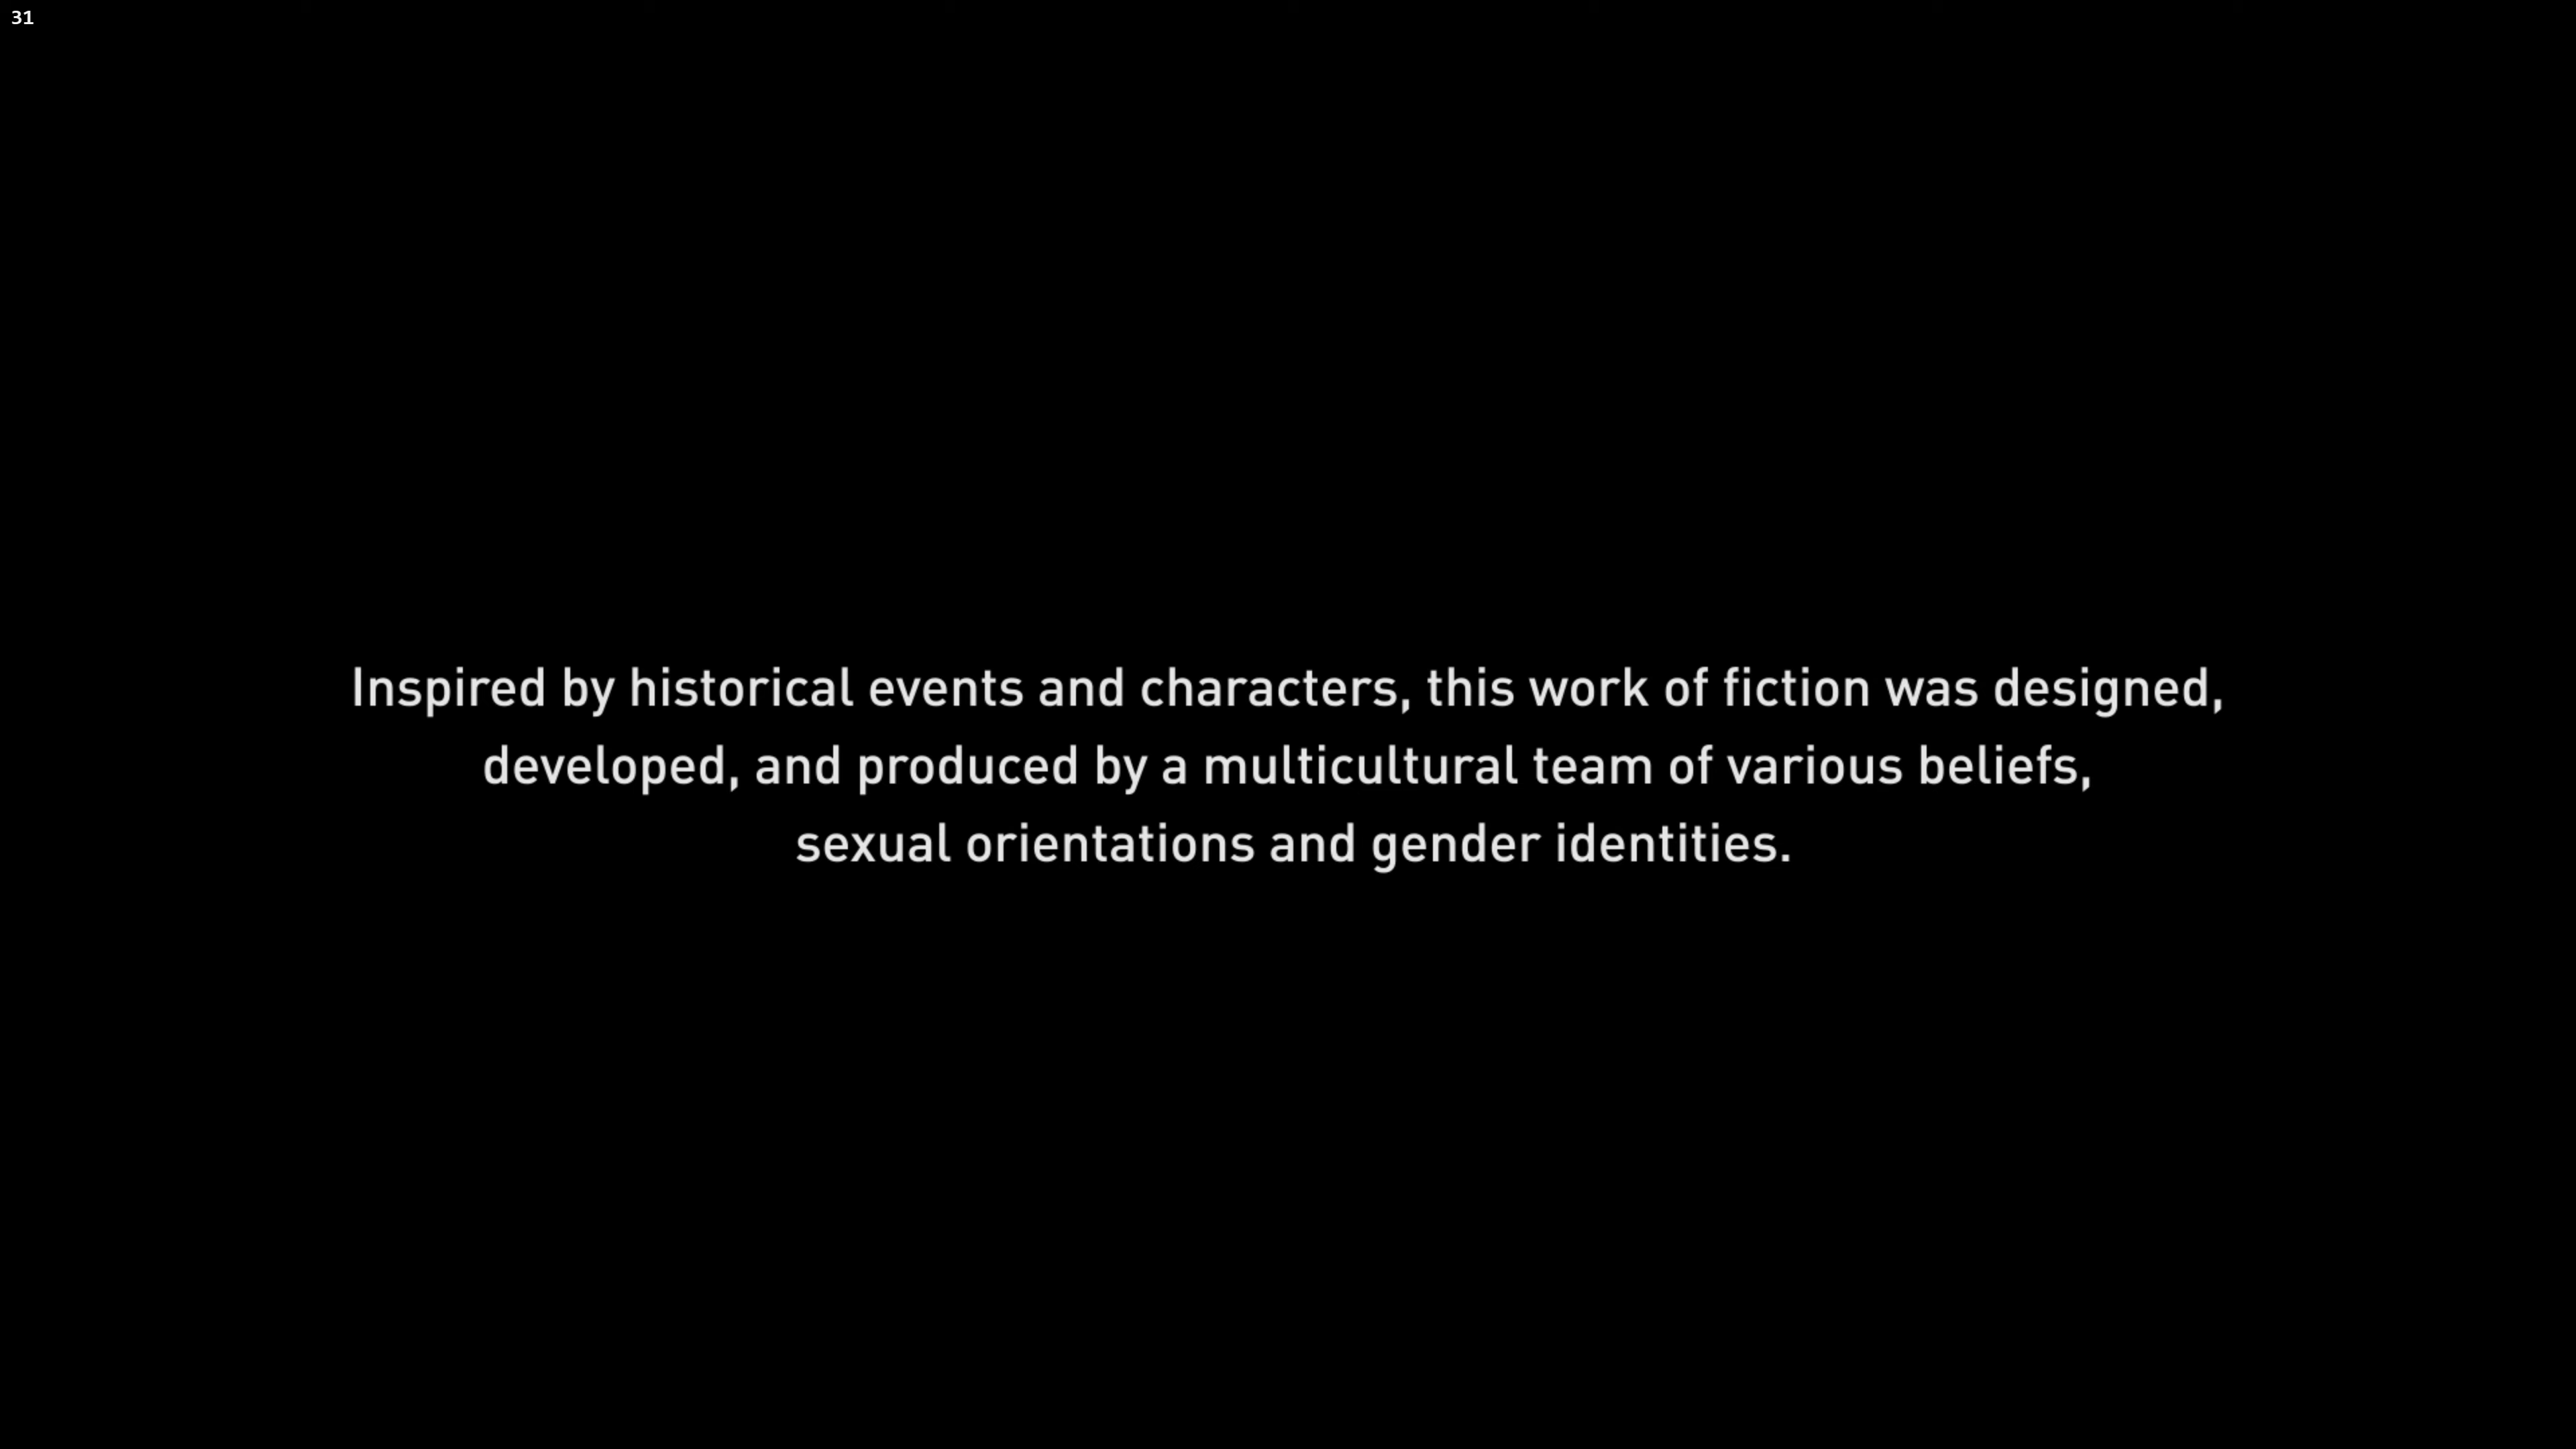 31
Inspired by historical events and characters, this work of fiction was designed,
developed, and produced by a multicultural team of various beliefs,
sexual orientations and gender identities.